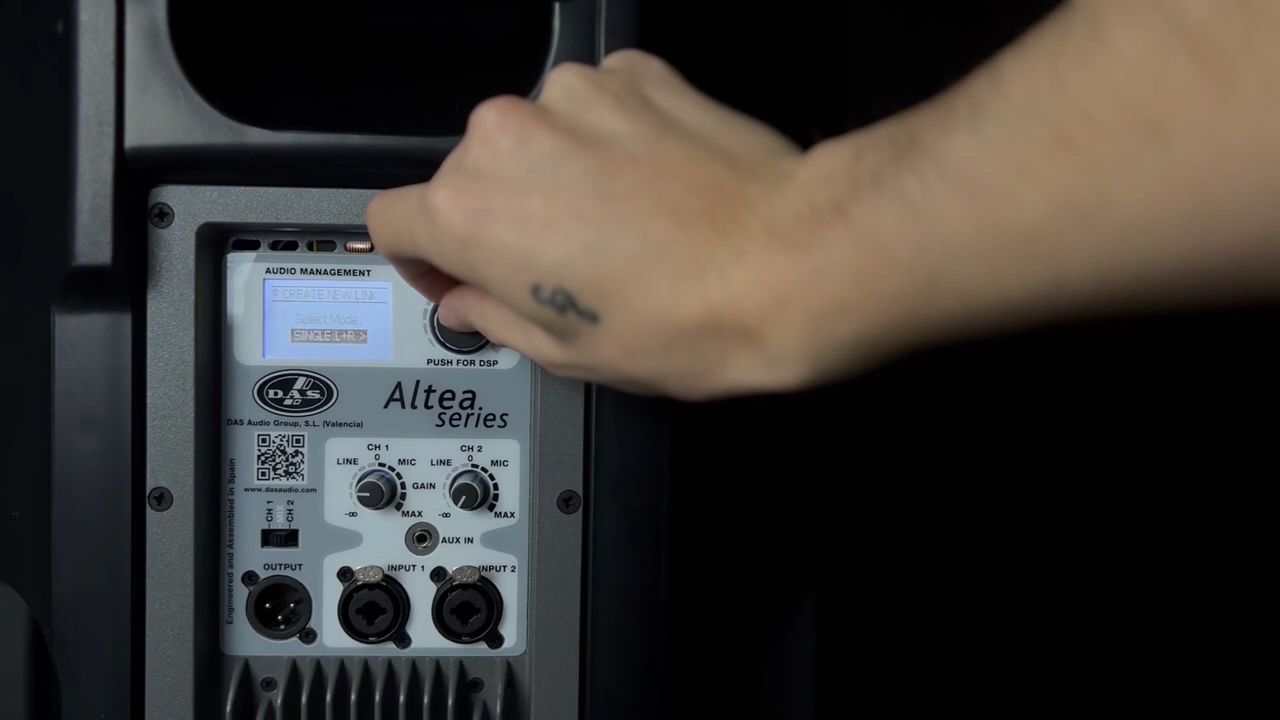 AUDIO MANAGEMENT
CREATE NEW LINK
Select Mode:
SINGLE L+R >
PUSH FOR DSP
D.A.S.
Altea
series
DAS Audio Group, S.L. (Valencia)
www.dasaudio.com
Engineered and Assembled in Spain
CH 1
CH 2
OUTPUT
CH 1
0
LINE
MIC
-∞
MAX
GAIN
CH 2
0
LINE
MIC
-∞
MAX
AUX IN
INPUT 1
INPUT 2